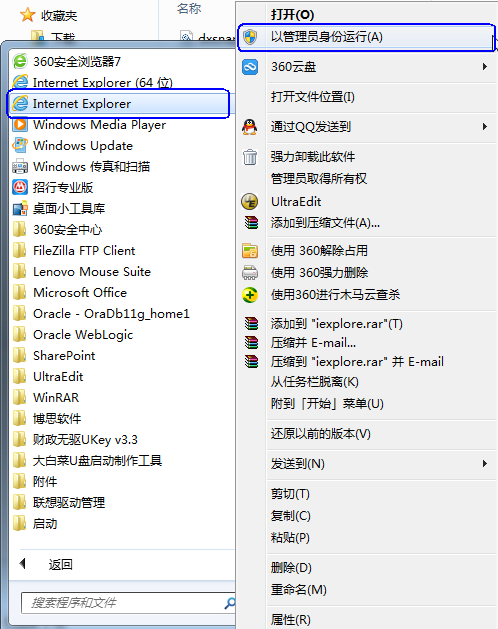 收藏夹
下载
名称
dxspar
360安全浏览器7
Internet Explorer (64 位)
Internet Explorer
Windows Media Player
Windows Update
Windows 传真和扫描
招行专业版
桌面小工具库
360安全中心
FileZilla FTP Client
Lenovo Mouse Suite
Microsoft Office
Oracle - OraDb11g_home1
Oracle WebLogic
SharePoint
UltraEdit
WinRAR
博思软件
财政无驱UKey v3.3
大白菜U盘启动制作工具
附件
联想驱动管理
启动
返回
搜索程序和文件
打开(O)
以管理员身份运行(A)
360云盘
打开文件位置(I)
通过QQ发送到
强力卸载此软件
管理员取得所有权
UltraEdit
添加到压缩文件(A)...
使用 360解除占用
使用 360强力删除
使用360进行木马云查杀
添加到 "iexplore.rar"(T)
压缩并 E-mail...
压缩到 "iexplore.rar" 并 E-mail
从任务栏脱离(K)
附到「开始」菜单(U)
还原以前的版本(V)
发送到(N)
剪切(T)
复制(C)
粘贴(P)
删除(D)
重命名(M)
属性(R)